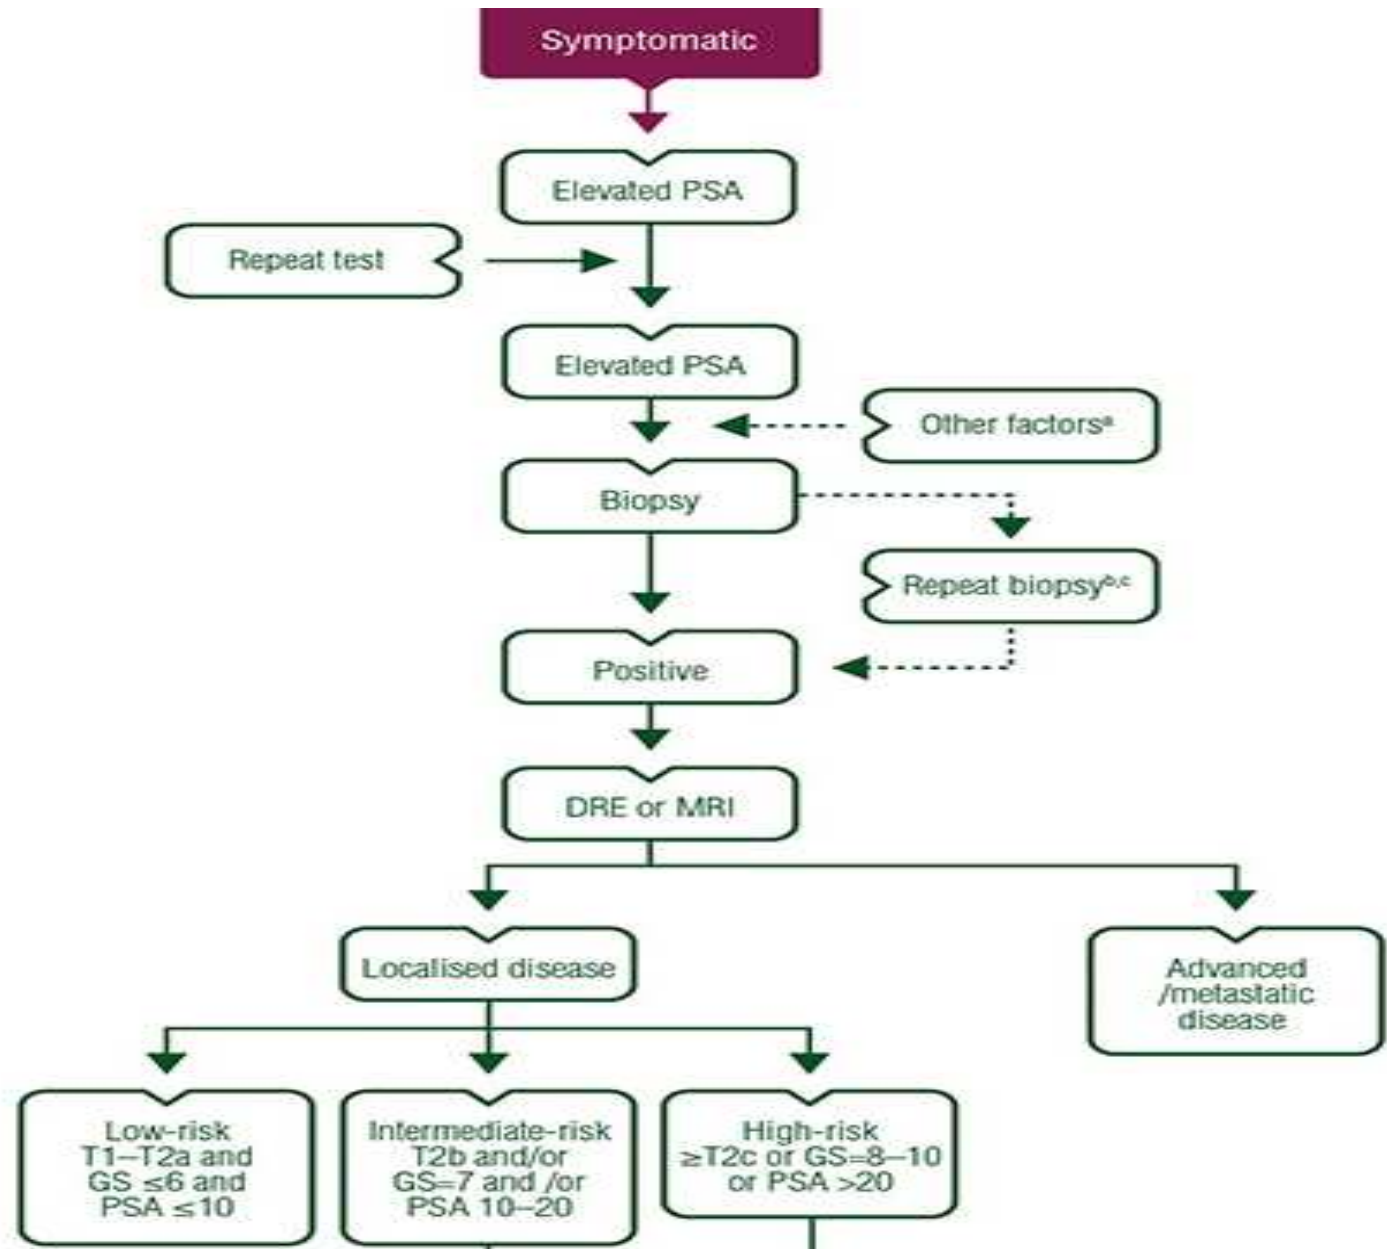 Symptomatic
Elevated PSA
Repeat test
Elevated PSA
Other factorsᵃ
Biopsy
Repeat biopsyᵇ,ᶜ
Positive
DRE or MRI
Localised disease
Advanced
/metastatic
disease
Low-risk
T1–T2a and
GS ≤6 and
PSA ≤10
Intermediate-risk
T2b and/or
GS=7 and /or
PSA 10–20
High-risk
≥T2c or GS=8–10
or PSA >20